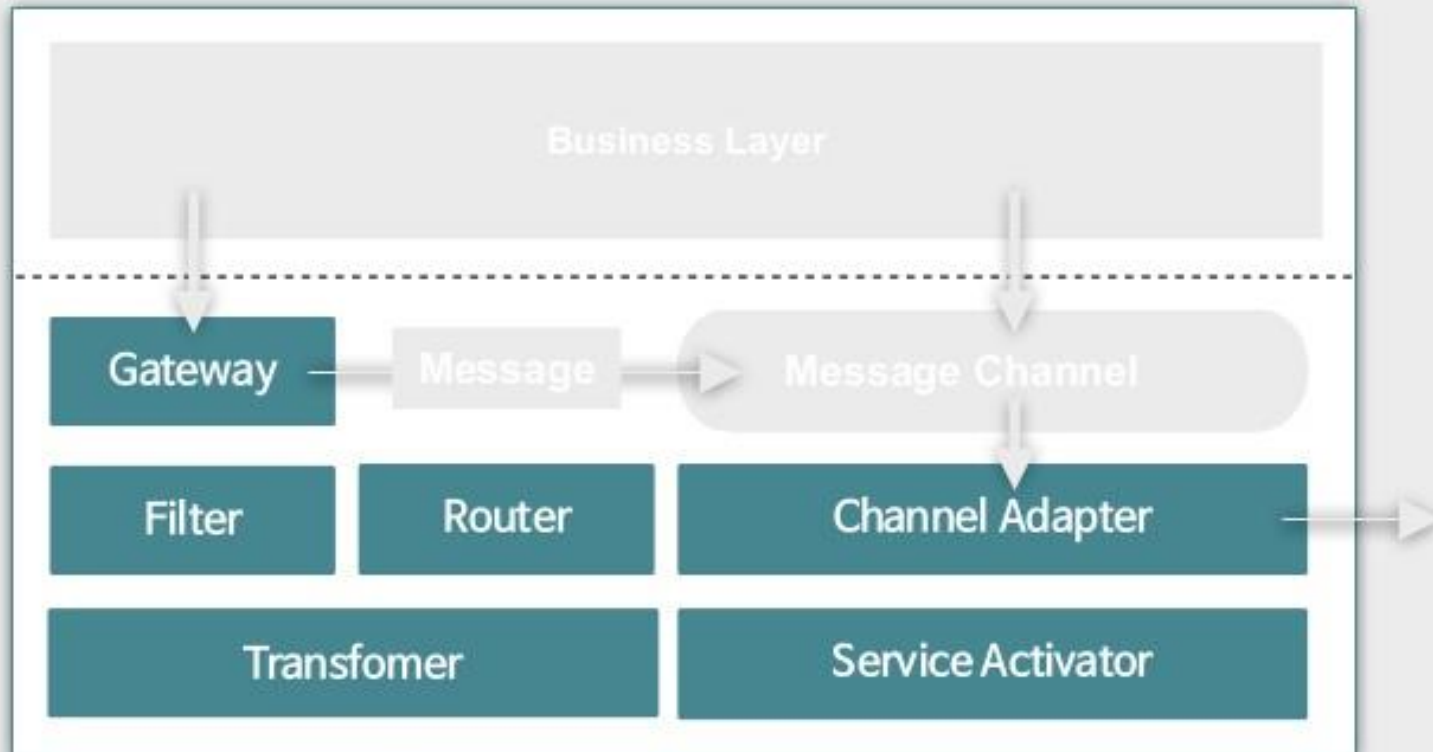 Business Layer
Gateway
Message
Message Channel
Filter
Router
Channel Adapter
Transfomer
Service Activator